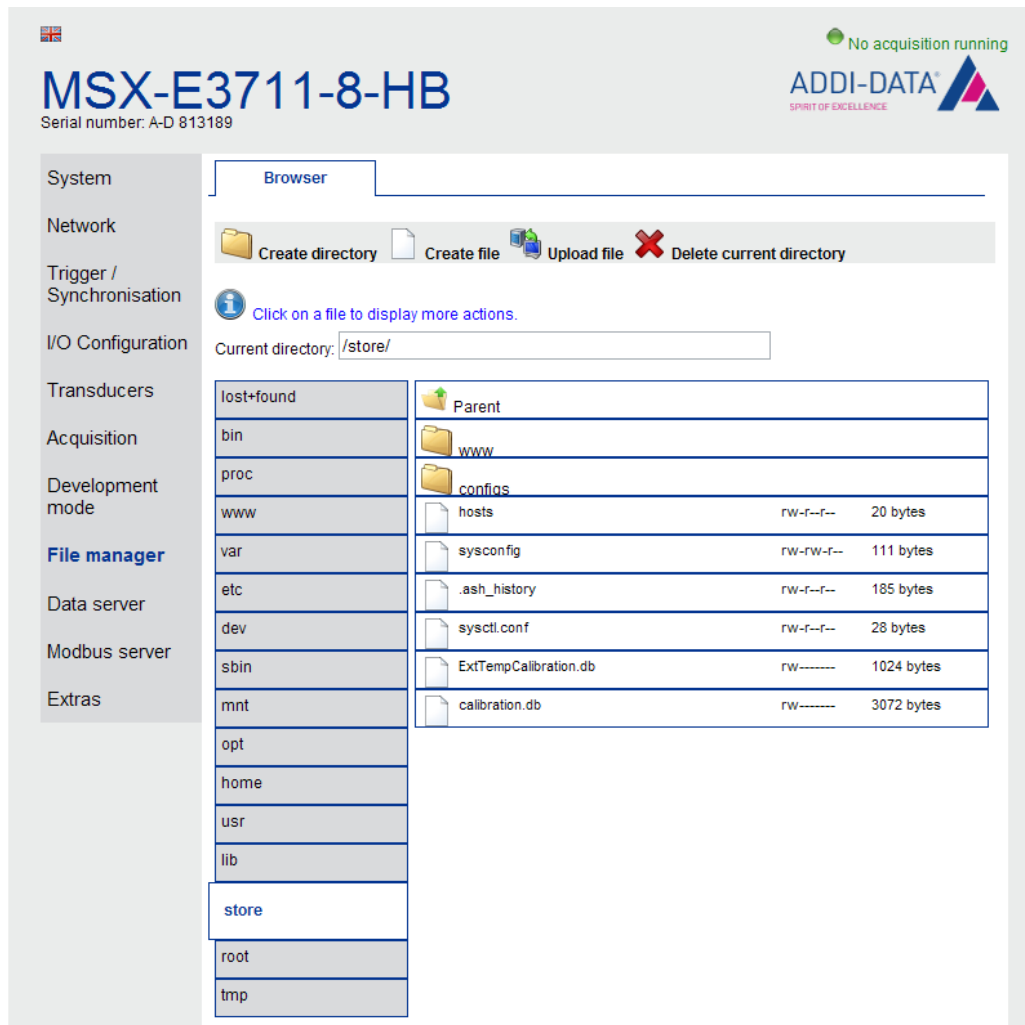 No acquisition running
MSX-E3711-8-HB
ADDI-DATA
SPIRIT OF EXCELLENCE
Serial number: A-D 813189
System
Network
Trigger /
Synchronisation
I/O Configuration
Transducers
Acquisition
Development
mode
File manager
Data server
Modbus server
Extras
Browser
Create directory Create file Upload file Delete current directory
Click on a file to display more actions.
Current directory: /store/
lost+found
bin
proc
www
var
etc
dev
sbin
mnt
opt
home
usr
lib
store
root
tmp
Parent
www
configs
hosts rw-r--r-- 20 bytes
sysconfig rw-rw-r-- 111 bytes
.ash_history rw-r--r-- 185 bytes
sysctl.conf rw-r--r-- 28 bytes
ExtTempCalibration.db rw------- 1024 bytes
calibration.db rw------- 3072 bytes